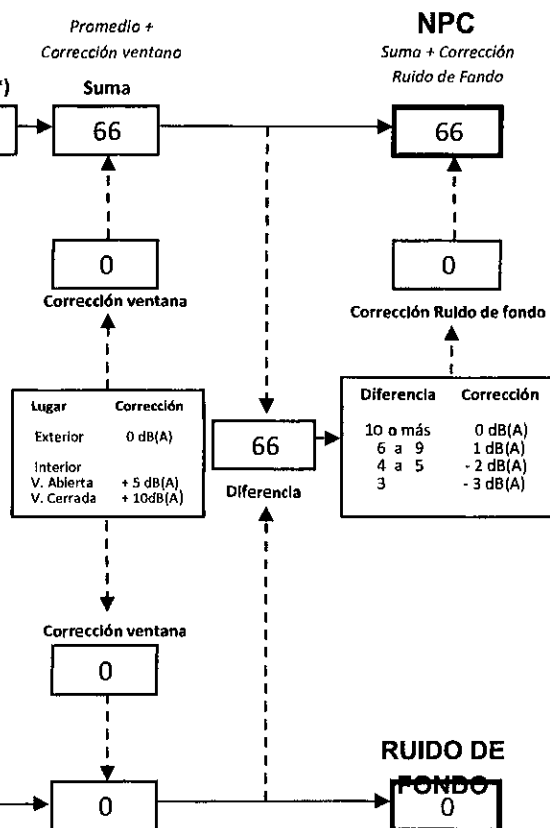 Promedio +
Corrección ventano
Suma
66
NPC
Suma + Corrección
Ruido de Fando
66
0
Corrección ventana
0
Corrección Ruido de fondo
Lugar Corrección
Exterior 0 dB(A)
Interior
V. Abierta + 5 dB(A)
V. Cerrada + 10dB(A)
66
Diferencia
Diferencia Corrección
10 o más 0 dB(A)
6 a 9 1 dB(A)
4 a 5 - 2 dB(A)
3 - 3 dB(A)
Corrección ventana
0
0
RUIDO DE
FONDO
0